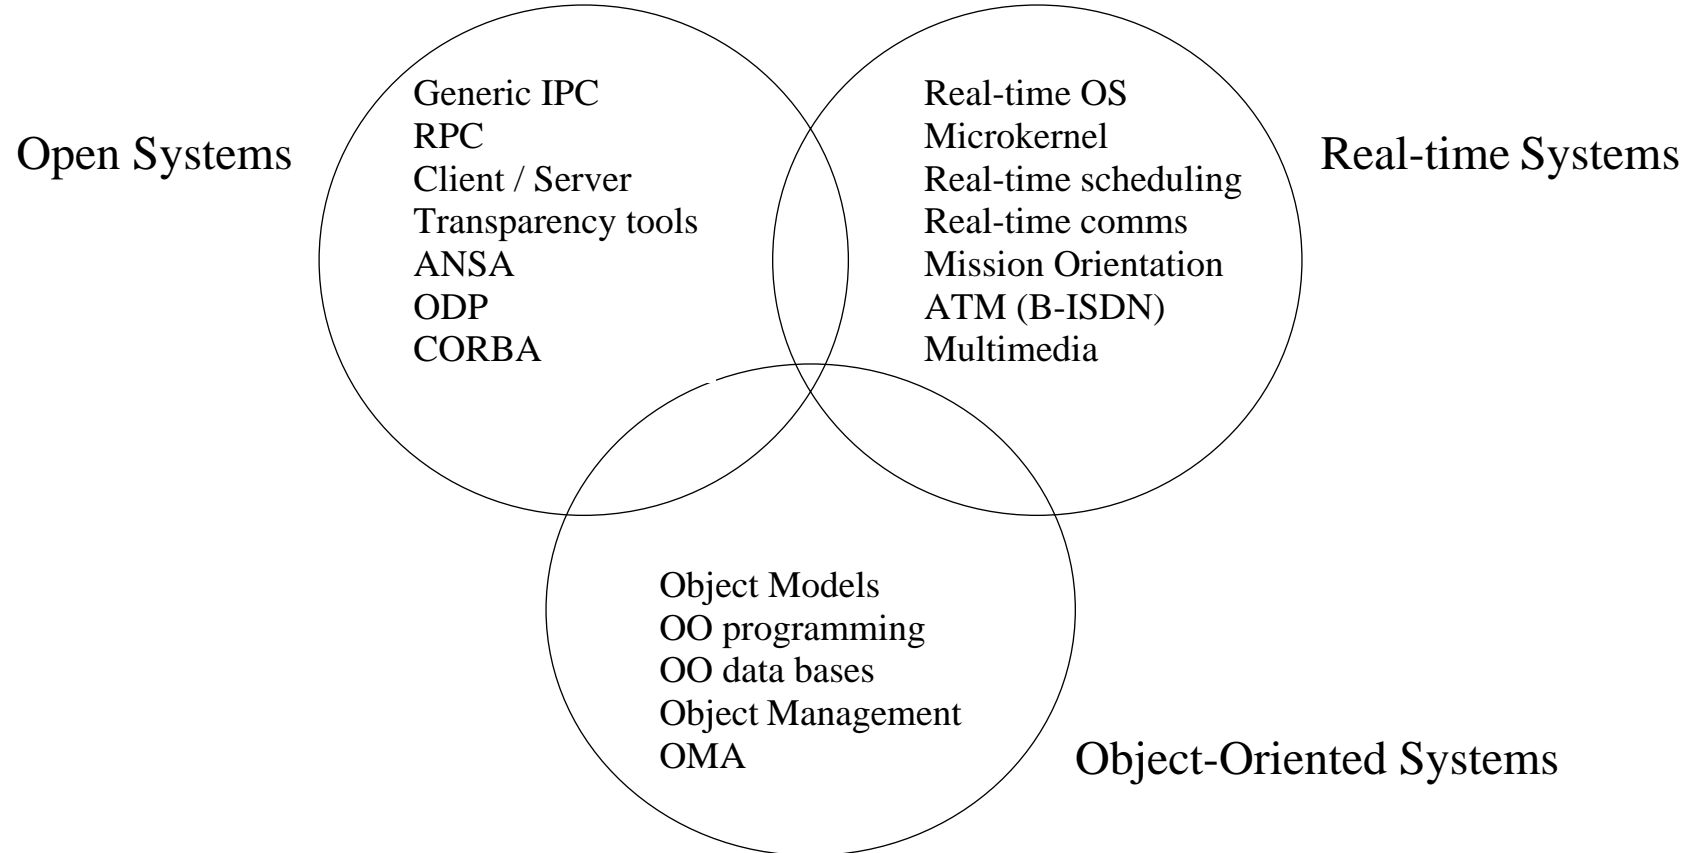 Open Systems
Generic IPC
RPC
Client / Server
Transparency tools
ANSA
ODP
CORBA
Real-time OS
Microkernel
Real-time scheduling
Real-time comms
Mission Orientation
ATM (B-ISDN)
Multimedia
Real-time Systems
Object Models
OO programming
OO data bases
Object Management
OMA
Object-Oriented Systems